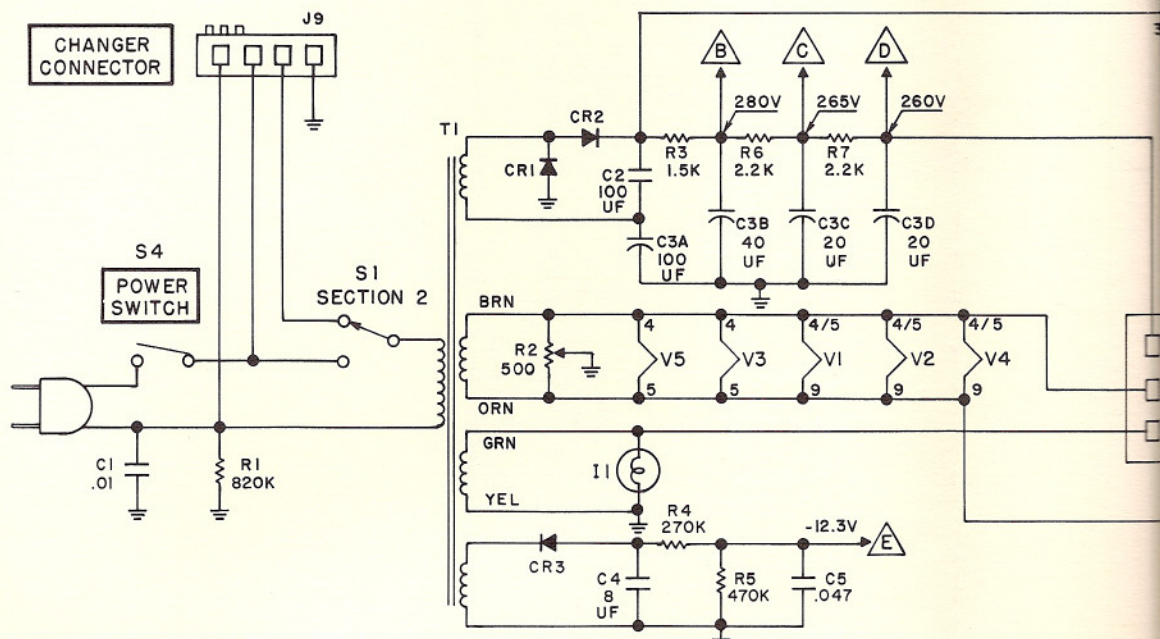 J9
CHANGER
CONNECTOR
B
C
D
280V
265V
260V
T1
CR2
CR1
R3
1.5K
R6
2.2K
R7
2.2K
C2
100
UF
C3A
100
UF
C3B
40
UF
C3C
20
UF
C3D
20
UF
S4
POWER
SWITCH
S1
SECTION 2
BRN
R2
500
ORN
4
4
4/5
4/5
4/5
V5
V3
V1
V2
V4
5
5
9
9
9
GRN
I1
YEL
C1
.01
R1
820K
R4
270K
-12.3V
E
CR3
C4
8
UF
R5
470K
C5
.047